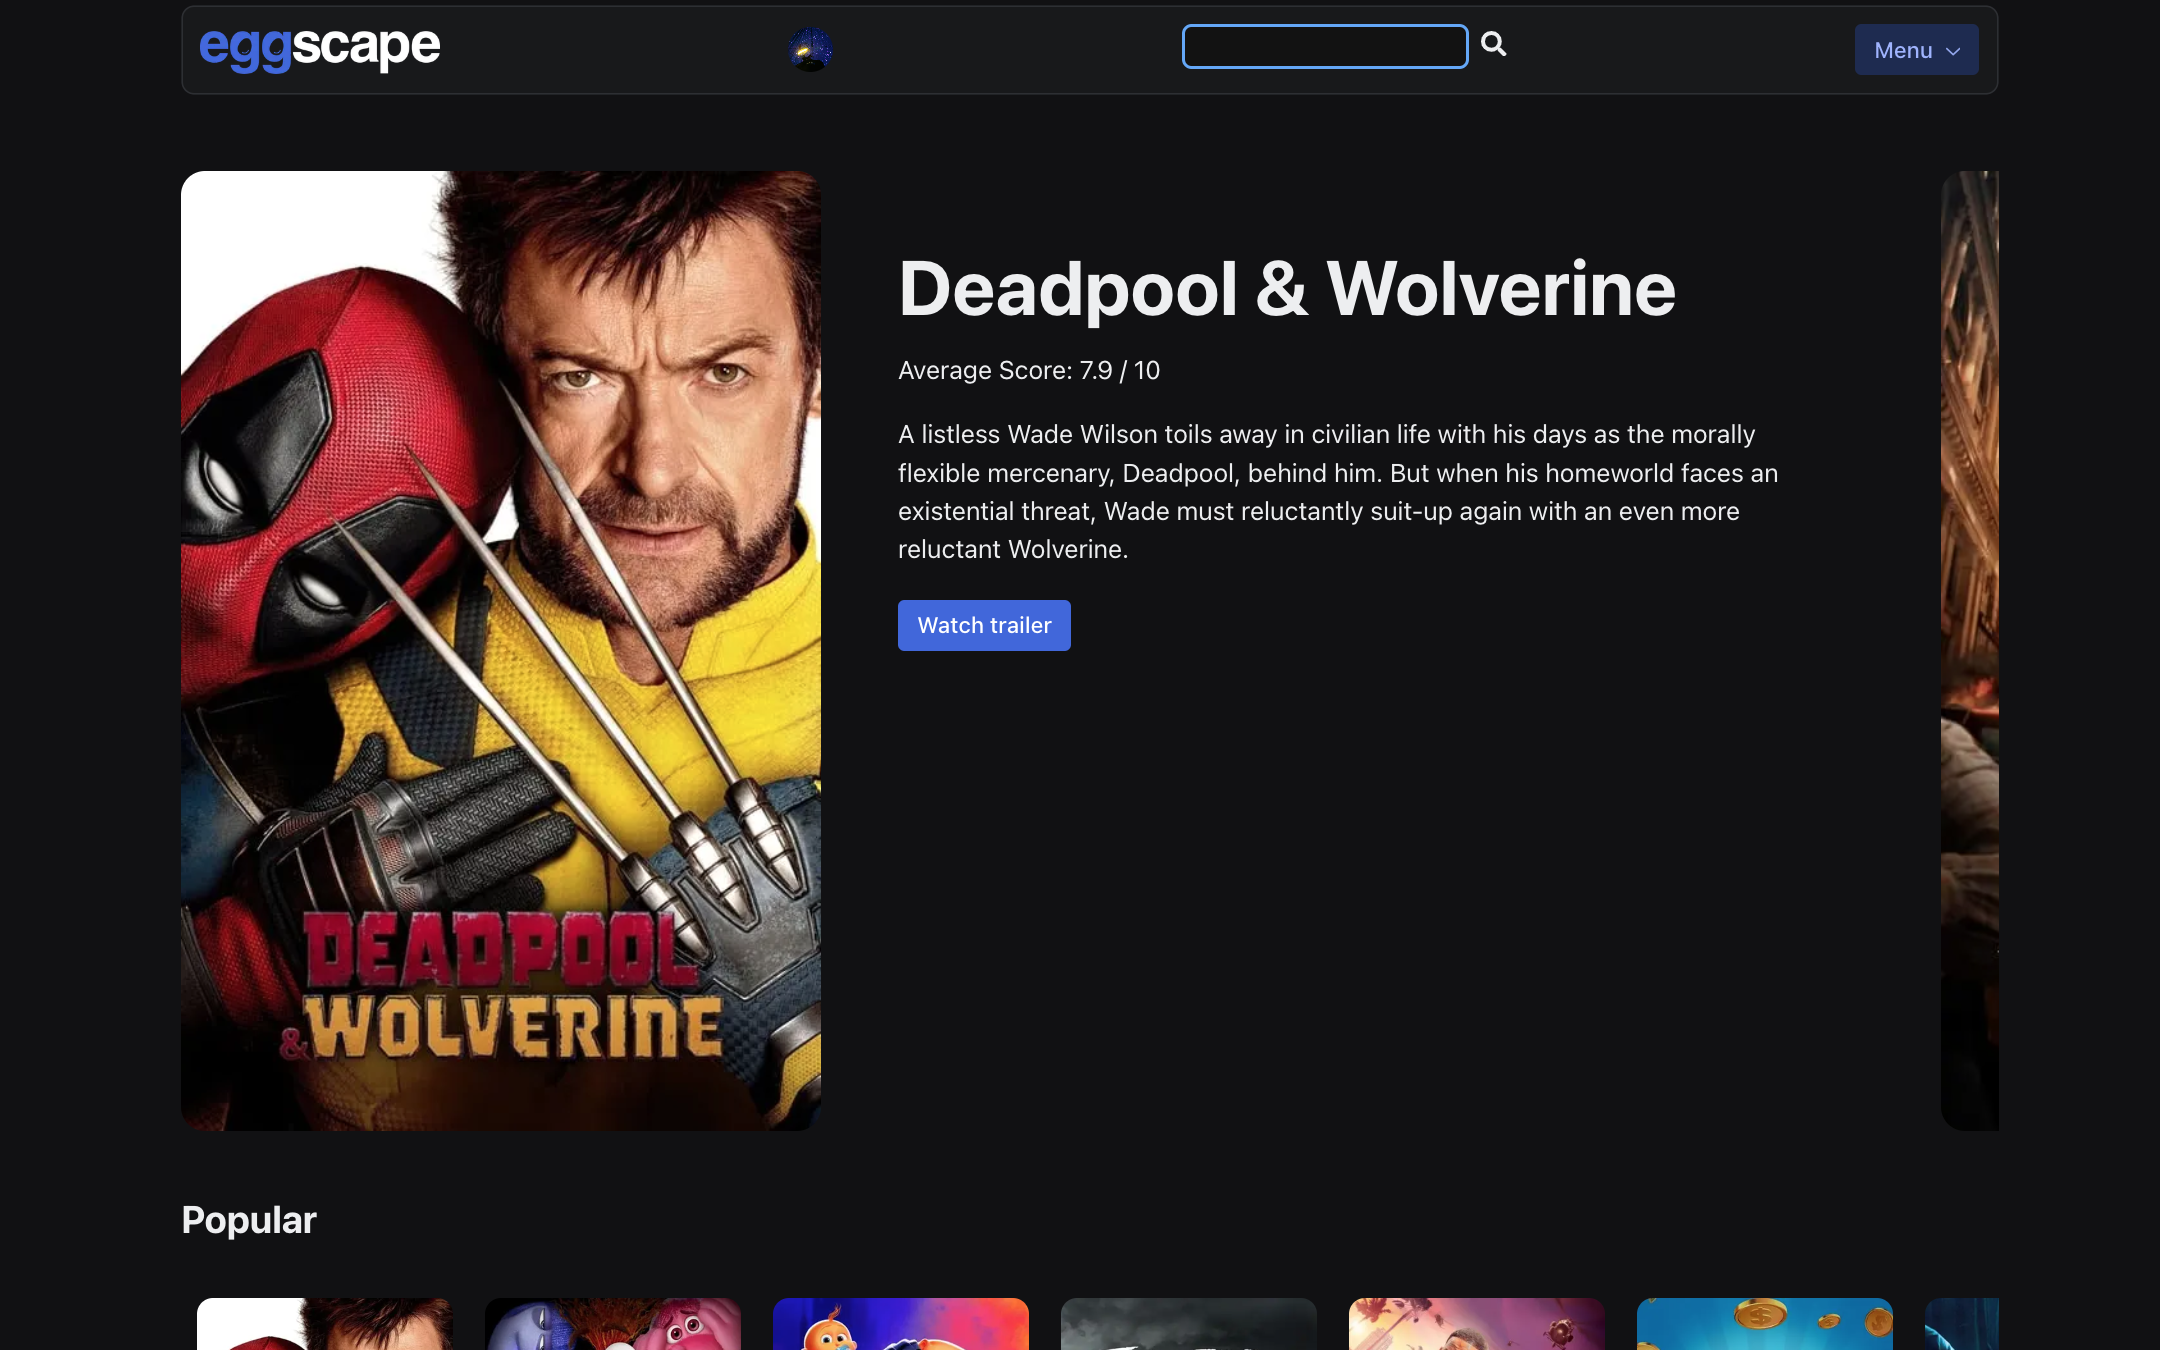 eggscape
Menu
Deadpool & Wolverine
Average Score: 7.9 / 10
A listless Wade Wilson toils away in civilian life with his days as the morally
flexible mercenary, Deadpool, behind him. But when his homeworld faces an
existential threat, Wade must reluctantly suit-up again with an even more
reluctant Wolverine.
Watch trailer
DEADPOOL
&WOLVERINE
Popular